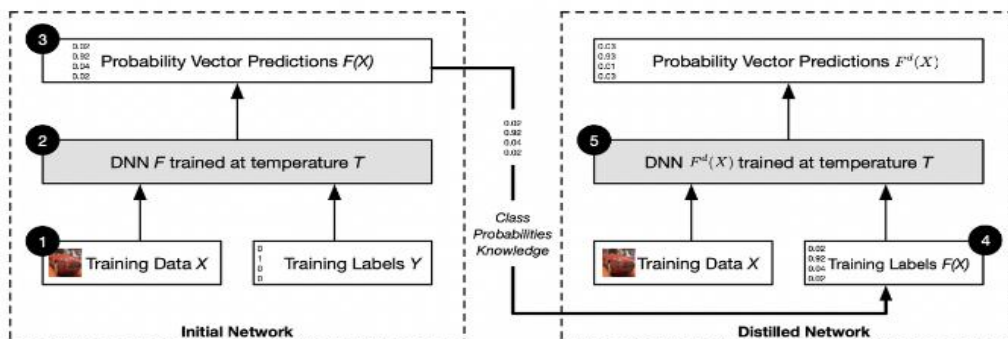 3
0.02
0.92
0.04
0.02
Probability Vector Predictions F(X)
2
DNN F trained at temperature T
1
Training Data X
0
1
0
0
Training Labels Y
Initial Network
0.02
0.92
0.04
0.02
Class
Probabilities
Knowledge
0.03
0.93
0.01
0.03
Probability Vector Predictions F^d(X)
5
DNN F^d(X) trained at temperature T
Training Data X
4
0.02
0.92
0.04
0.02
Training Labels F(X)
Distilled Network